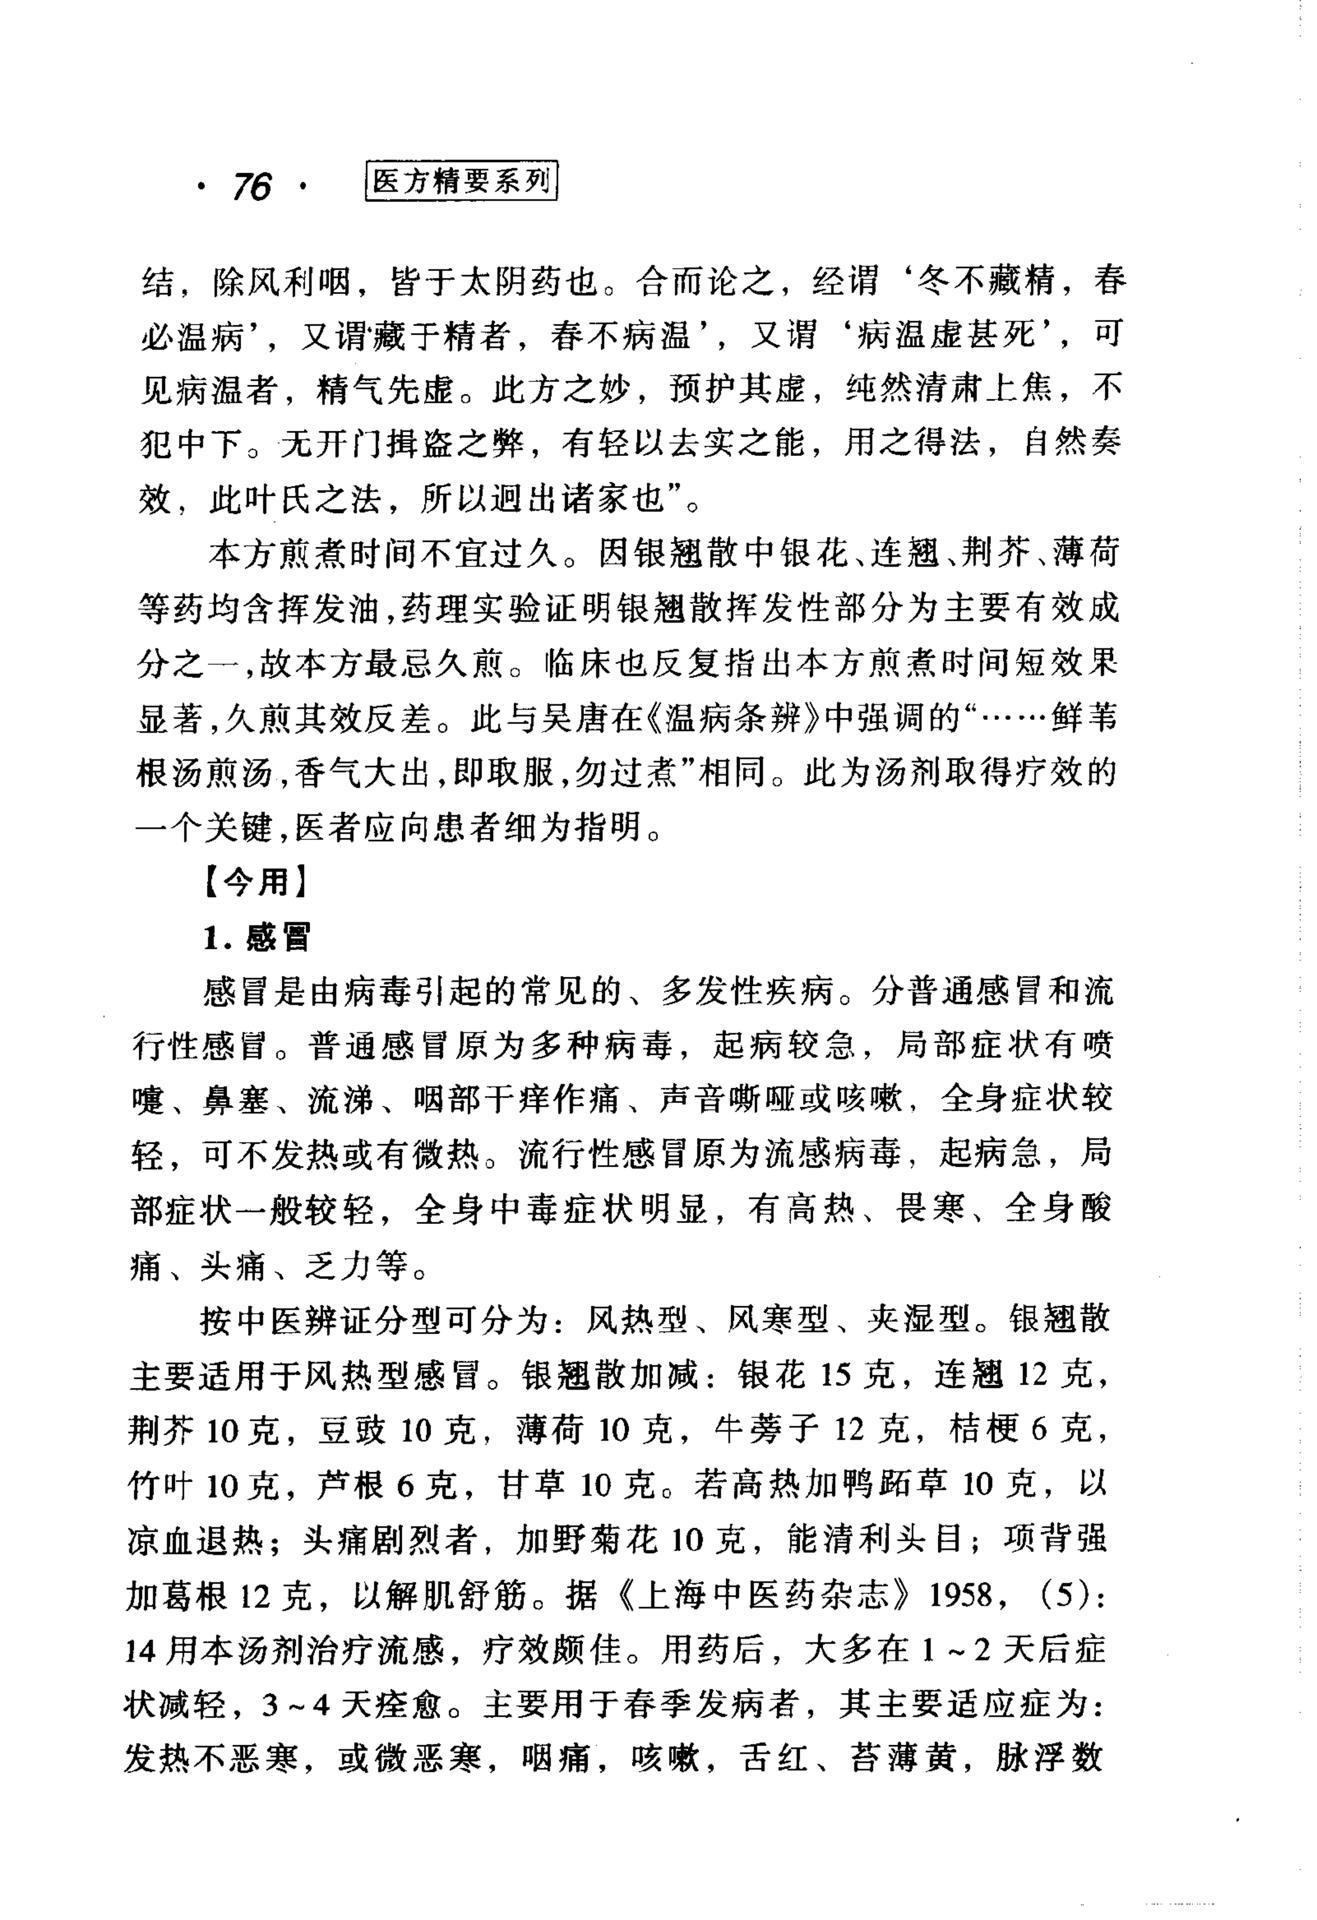 · 76 · 医方精要系列
结，除风利咽，皆于太阴药也。合而论之，经谓‘冬不藏精，春
必温病’，又谓‘藏于精者，春不病温’，又谓‘病温虚甚死’，可
见病温者，精气先虚。此方之妙，预护其虚，纯然清肃上焦，不
犯中下。无开门揖盗之弊，有轻以去实之能，用之得法，自然奏
效，此叶氏之法，所以迥出诸家也”。
本方煎煮时间不宜过久。因银翘散中银花、连翘、荆芥、薄荷
等药均含挥发油,药理实验证明银翘散挥发性部分为主要有效成
分之一,故本方最忌久煎。临床也反复指出本方煎煮时间短效果
显著,久煎其效反差。此与吴唐在《温病条辨》中强调的“……鲜苇
根汤煎汤,香气大出,即取服,勿过煮”相同。此为汤剂取得疗效的
一个关键,医者应向患者细为指明。
【今用】
1. 感冒
感冒是由病毒引起的常见的、多发性疾病。分普通感冒和流
行性感冒。普通感冒原为多种病毒，起病较急，局部症状有喷
嚏、鼻塞、流涕、咽部干痒作痛、声音嘶哑或咳嗽，全身症状较
轻，可不发热或有微热。流行性感冒原为流感病毒，起病急，局
部症状一般较轻，全身中毒症状明显，有高热、畏寒、全身酸
痛、头痛、乏力等。
按中医辨证分型可分为：风热型、风寒型、夹湿型。银翘散
主要适用于风热型感冒。银翘散加减：银花 15 克，连翘 12 克，
荆芥 10 克，豆豉 10 克，薄荷 10 克，牛蒡子 12 克，桔梗 6 克，
竹叶 10 克，芦根 6 克，甘草 10 克。若高热加鸭跖草 10 克，以
凉血退热；头痛剧烈者，加野菊花 10 克，能清利头目；项背强
加葛根 12 克，以解肌舒筋。据《上海中医药杂志》1958，（5）：
14 用本汤剂治疗流感，疗效颇佳。用药后，大多在 1～2 天后症
状减轻，3～4 天痊愈。主要用于春季发病者，其主要适应症为：
发热不恶寒，或微恶寒，咽痛，咳嗽，舌红、苔薄黄，脉浮数